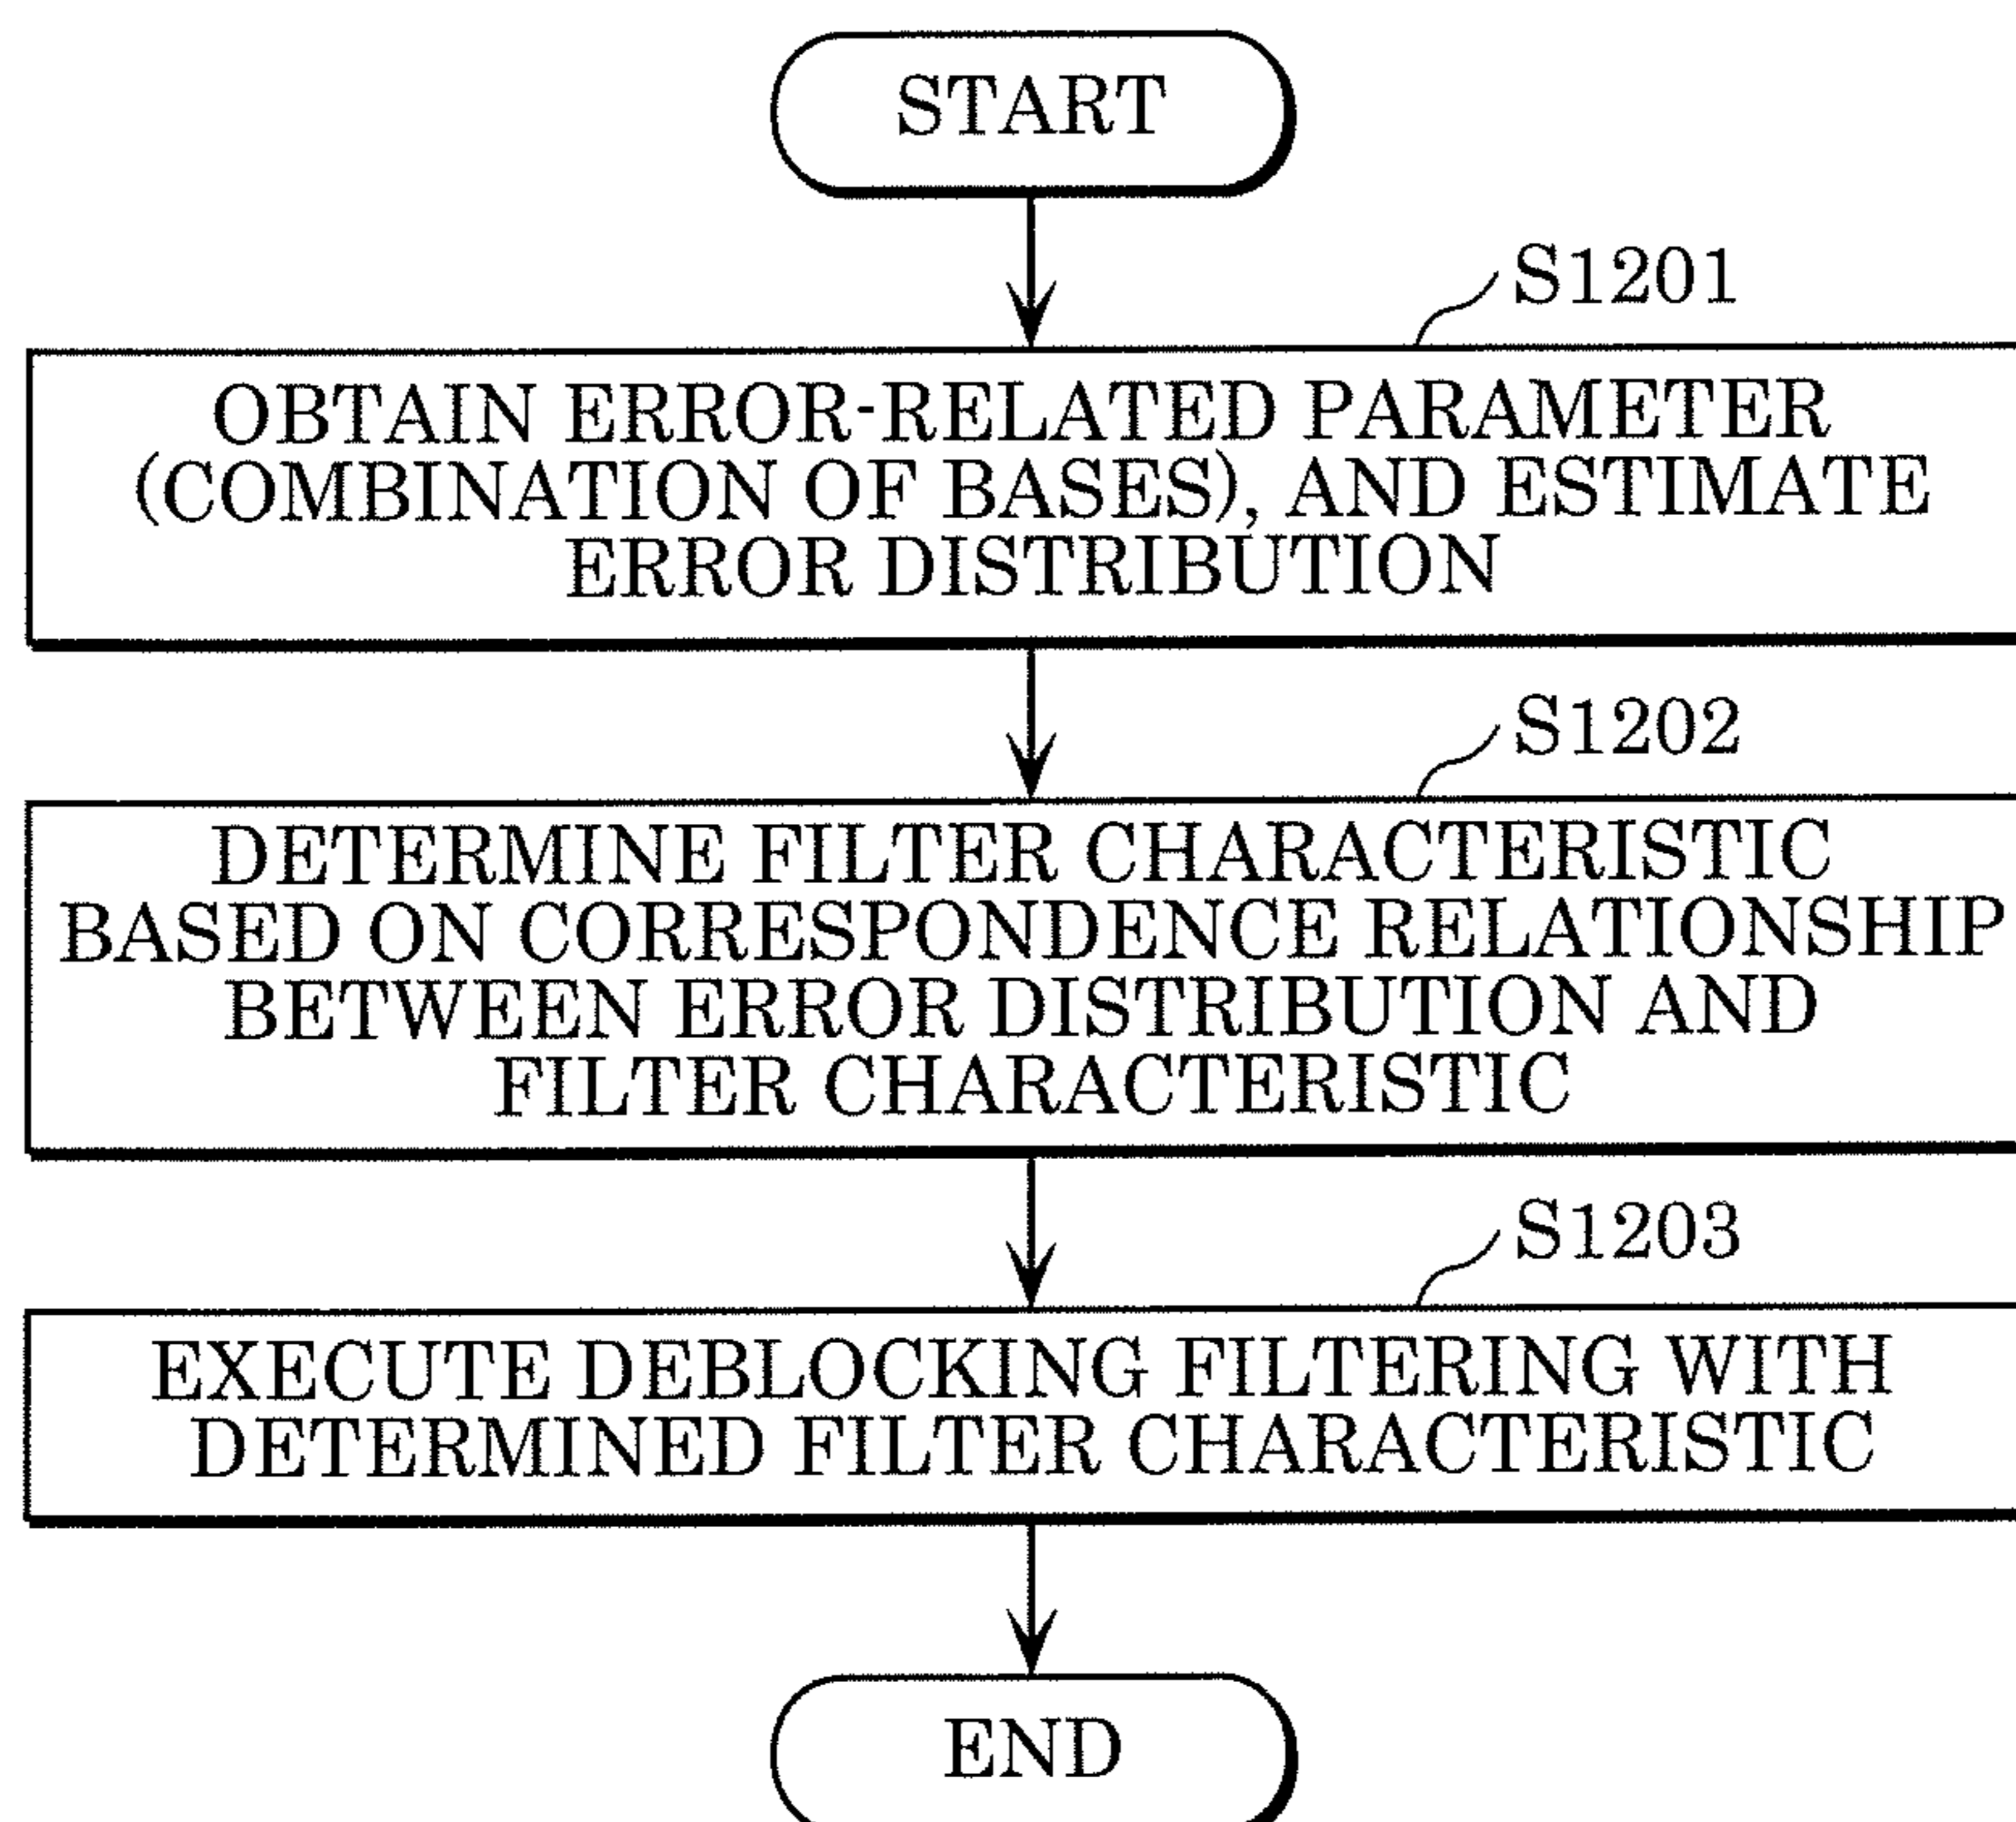 START
S1201
OBTAIN ERROR-RELATED PARAMETER
(COMBINATION OF BASES), AND ESTIMATE
ERROR DISTRIBUTION
S1202
DETERMINE FILTER CHARACTERISTIC
BASED ON CORRESPONDENCE RELATIONSHIP
BETWEEN ERROR DISTRIBUTION AND
FILTER CHARACTERISTIC
S1203
EXECUTE DEBLOCKING FILTERING WITH
DETERMINED FILTER CHARACTERISTIC
END